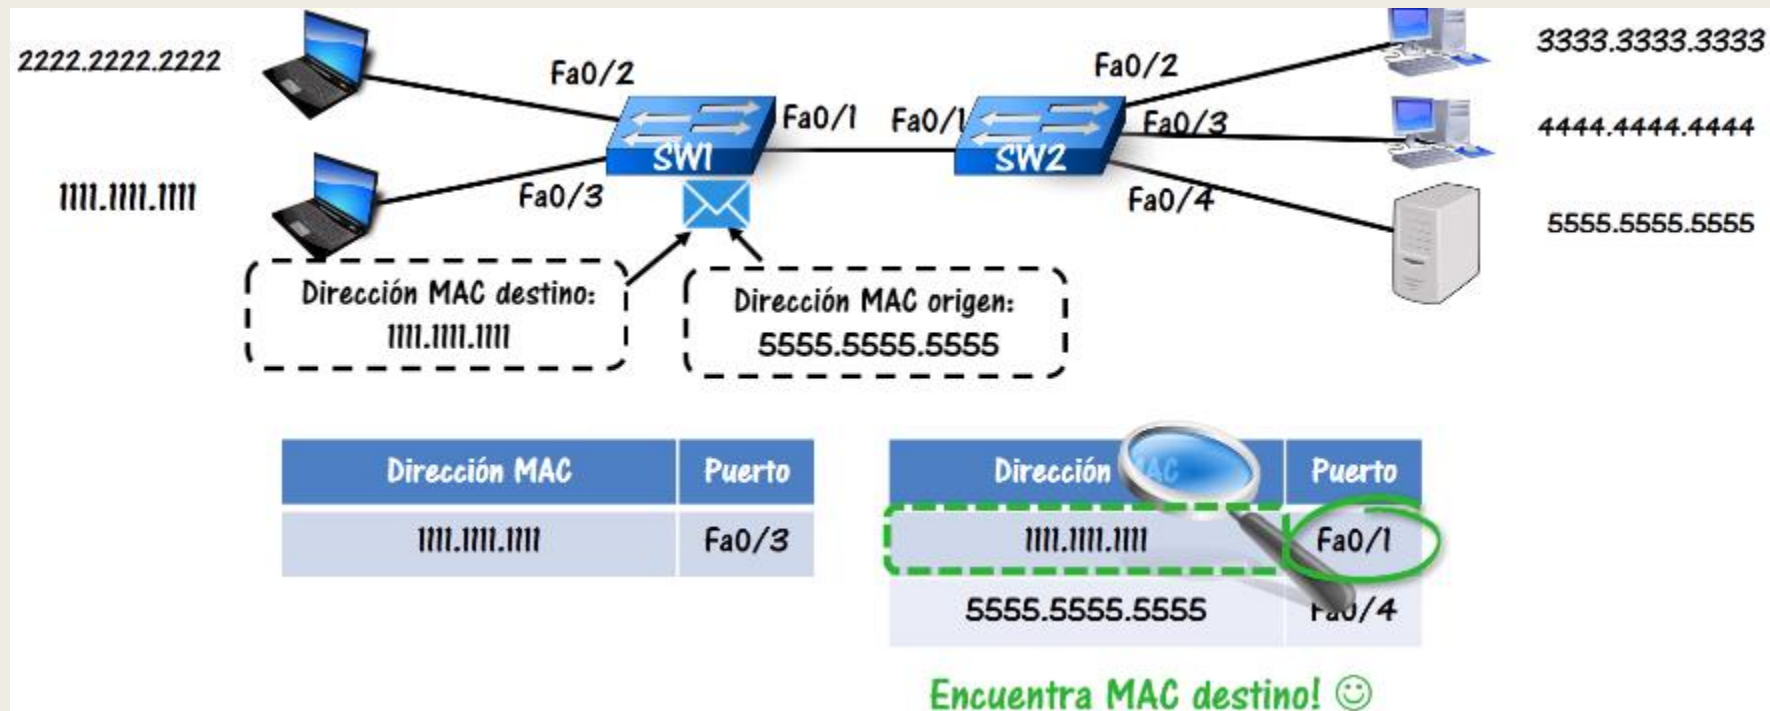 2222.2222.2222
Fa0/2
Fa0/2
3333.3333.3333
Fa0/1
Fa0/1
Fa0/3
4444.4444.4444
SW1
SW2
1111.1111.1111
Fa0/3
Fa0/4
5555.5555.5555
Dirección MAC destino:
1111.1111.1111
Dirección MAC origen:
5555.5555.5555
Dirección MAC Puerto
1111.1111.1111 Fa0/3
Dirección MAC Puerto
1111.1111.1111 Fa0/1
5555.5555.5555 Fa0/4
Encuentra MAC destino! ☺